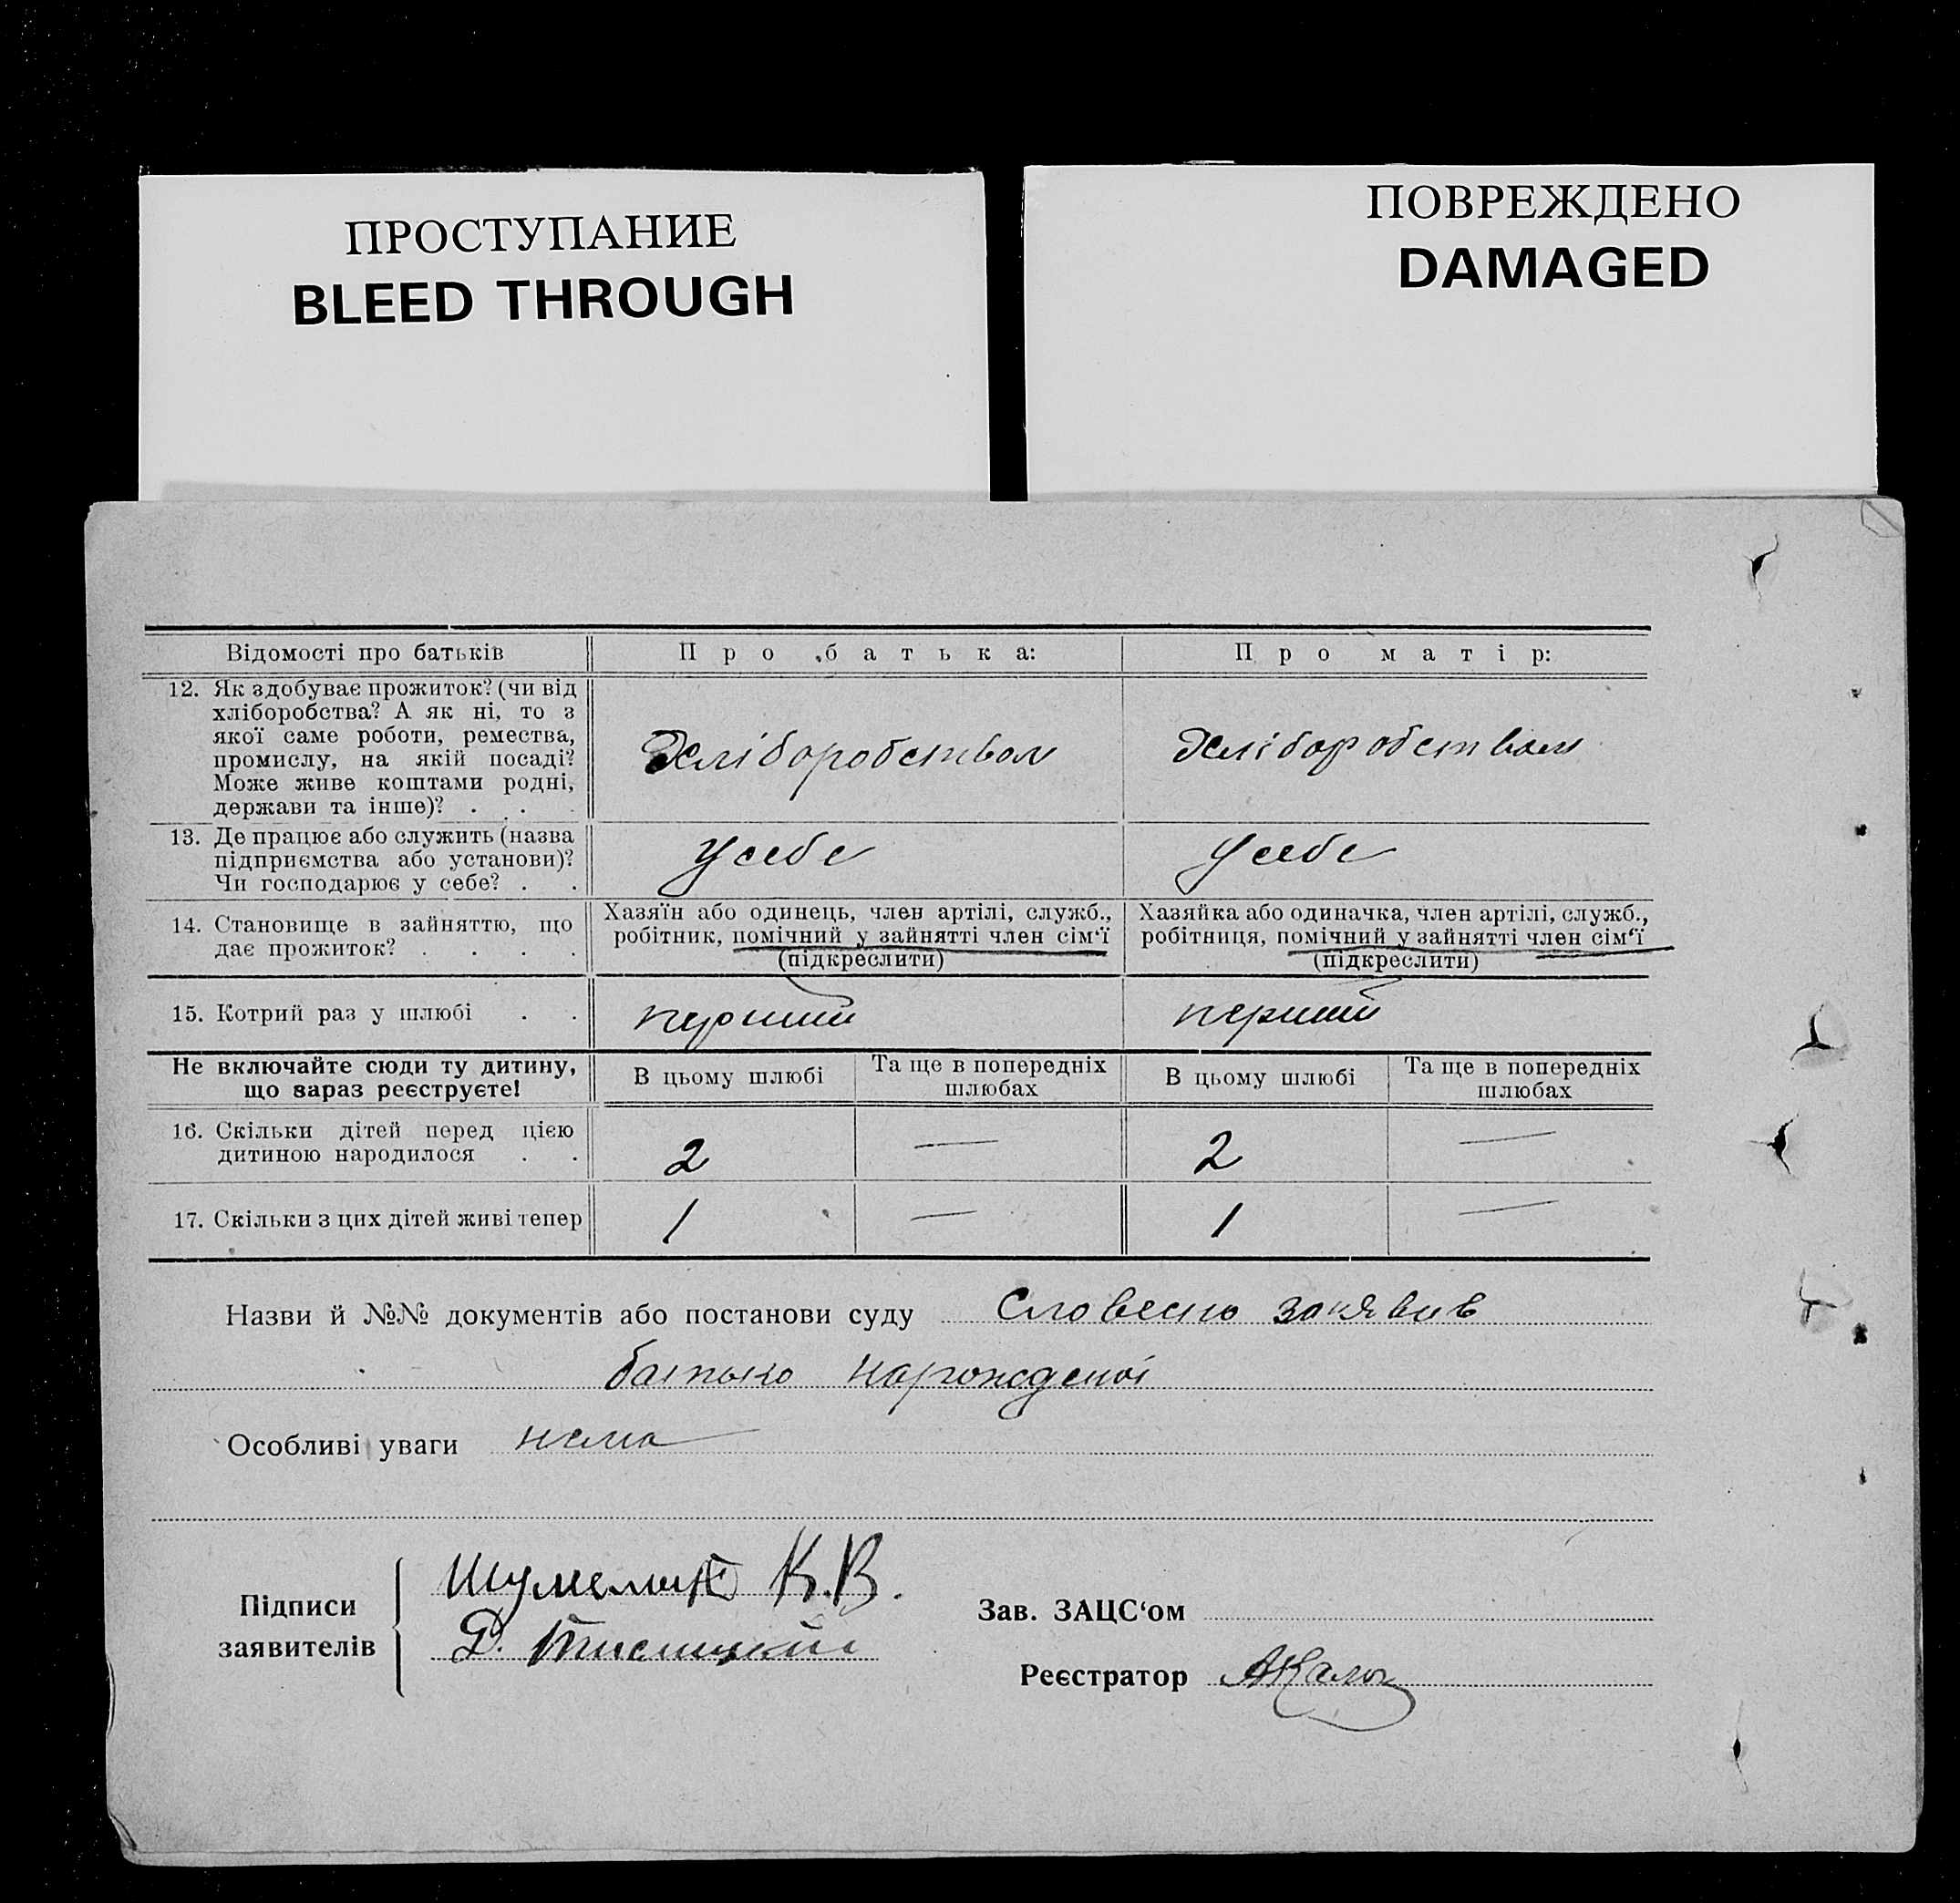 ПРОСТУПАНИЕ
BLEED THROUGH
ПОВРЕЖДЕНО
DAMAGED
Відомості про батьків
Про батька:
Про матір:
12. Як здобуває прожиток? (чи від
хліборобства? А як ні, то з
якої саме роботи, ремества,
промислу, на якій посаді?
Може живе коштами родні,
держави та інше)? . . .
Хліборобством
Хліборобством
13. Де працює або служить (назва
підприємства або установи)?
Чи господарює у себе? . .
У себе
У себе
14. Становище в зайняттю, що
дає прожиток? . . . .
Хазяїн або одинець, член артілі, служб.,
робітник, помічний у зайнятті член сім‘ї
(підкреслити)
Хазяйка або одиначка, член артілі, служб.,
робітниця, помічний у зайнятті член сім‘ї
(підкреслити)
15. Котрий раз у шлюбі . .
перший
перший
Не включайте сюди ту дитину,
що зараз реєструєте!
В цьому шлюбі
Та ще в попередніх
шлюбах
В цьому шлюбі
Та ще в попередніх
шлюбах
16. Скільки дітей перед цією
дитиною народилося . .
2
—
2
—
17. Скільки з цих дітей живі тепер
1
—
1
—
Назви й №№ документів або постанови суду Словесно заявив
батько нарожденої
Особливі уваги нема
Підписи
заявителів
К.В.
Д.
Зав. ЗАЦС‘ом
Реєстратор